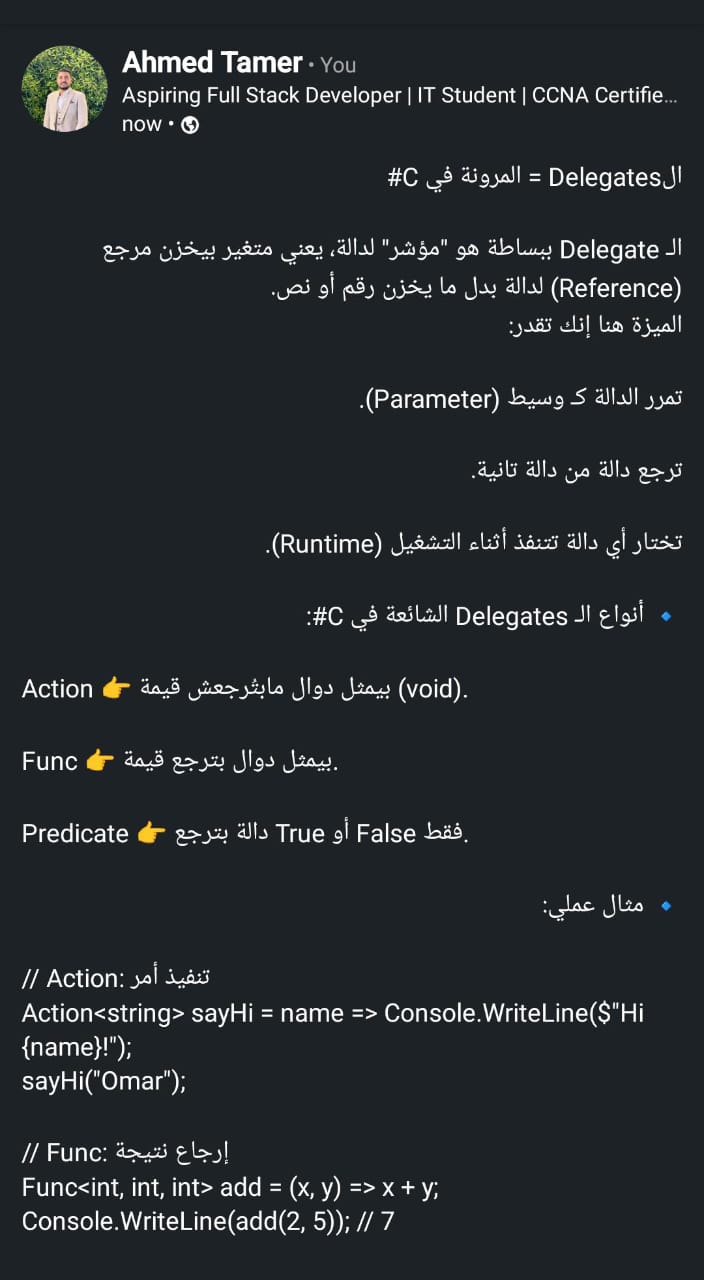 Ahmed Tamer • You
Aspiring Full Stack Developer | IT Student | CCNA Certifie...
now •
الDelegates = المرونة في C#
الـ Delegate ببساطة هو "مؤشر" لدالة، يعني متغير بيخزن مرجع
(Reference) لدالة بدل ما يخزن رقم أو نص.
الميزة هنا إنك تقدر:
تمرر الدالة كـ وسيط (Parameter).
ترجع دالة من دالة تانية.
تختار أي دالة تتنفذ أثناء التشغيل (Runtime).
🔹 أنواع الـ Delegates الشائعة في C#:
Action 👉 بيمثل دوال مابتُرجعش قيمة (void).
Func 👉 بيمثل دوال بترجع قيمة.
Predicate 👉 دالة بترجع True أو False فقط.
🔹 مثال عملي:
// Action: تنفيذ أمر
Action<string> sayHi = name => Console.WriteLine($"Hi
{name}!");
sayHi("Omar");
// Func: إرجاع نتيجة
Func<int, int, int> add = (x, y) => x + y;
Console.WriteLine(add(2, 5)); // 7